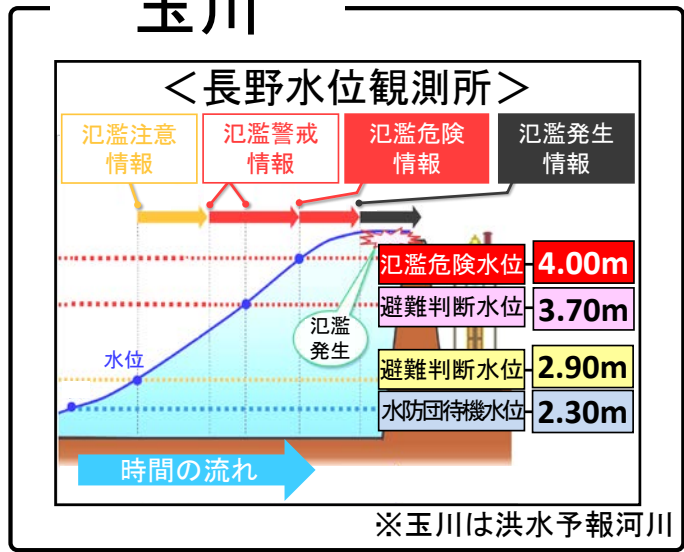 玉川
＜長野水位観測所＞
氾濫注意
情報
氾濫警戒
情報
氾濫危険
情報
氾濫発生
情報
氾濫危険水位 4.00m
避難判断水位 3.70m
氾濫
発生
水位
避難判断水位 2.90m
水防団待機水位 2.30m
時間の流れ
※玉川は洪水予報河川